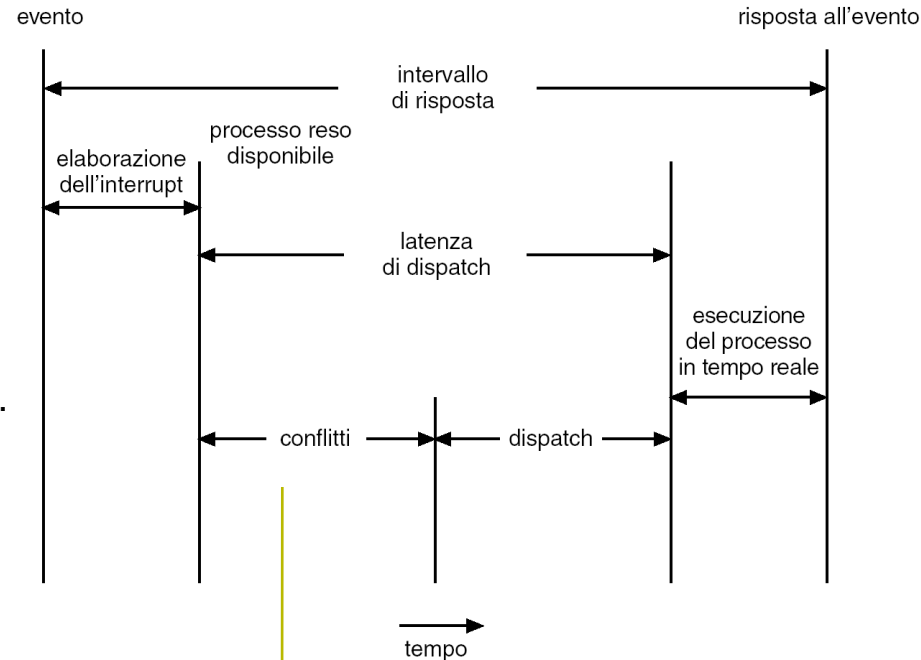 evento
risposta all'evento
intervallo
di risposta
processo reso
disponibile
elaborazione
dell'interrupt
latenza
di dispatch
esecuzione
del processo
in tempo reale
conflitti
dispatch
tempo